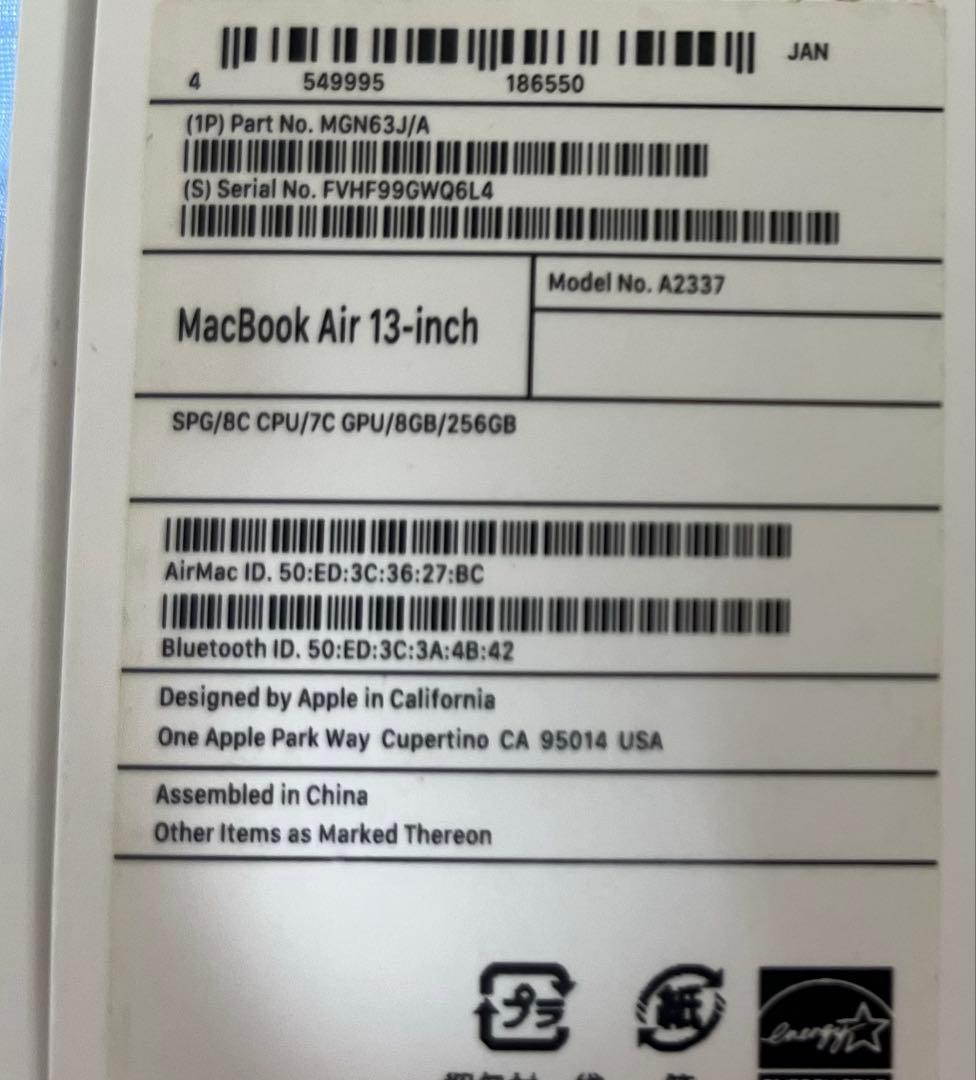 JAN
4 549995 186550
(1P) Part No. MGN63J/A
(S) Serial No. FVHF99GWQ6L4
Model No. A2337
MacBook Air 13-inch
SPG/8C CPU/7C GPU/8GB/256GB
AirMac ID. 50:ED:3C:36:27:BC
Bluetooth ID. 50:ED:3C:3A:4B:42
Designed by Apple in California
One Apple Park Way Cupertino CA 95014 USA
Assembled in China
Other Items as Marked Thereon
プラ 紙 energy